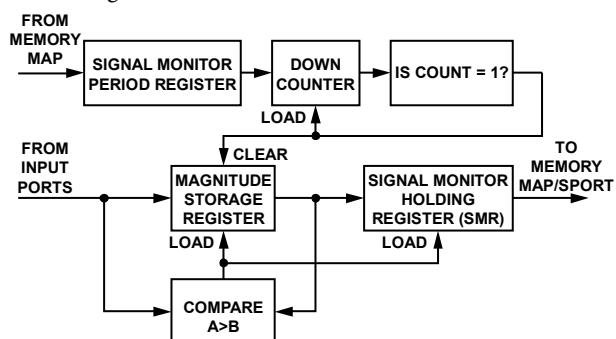 FROM
MEMORY
MAP
SIGNAL MONITOR
PERIOD REGISTER
DOWN
COUNTER
IS COUNT = 1?
LOAD
CLEAR
FROM
INPUT
PORTS
MAGNITUDE
STORAGE
REGISTER
SIGNAL MONITOR
HOLDING
REGISTER (SMR)
TO
MEMORY
MAP/SPORT
LOAD
LOAD
COMPARE
A>B